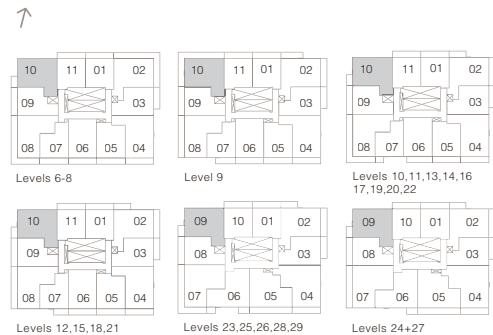 10 11 01 02
09 03
08 07 06 05 04
Levels 6-8
10 11 01 02
09 03
08 07 06 05 04
Level 9
10 11 01 02
09 03
08 07 06 05 04
Levels 10,11,13,14,16
17,19,20,22
10 11 01 02
09 03
08 07 06 05 04
Levels 12,15,18,21
09 10 01 02
08 03
07 06 05 04
Levels 23,25,26,28,29
09 10 01 02
08 03
07 06 05 04
Levels 24+27